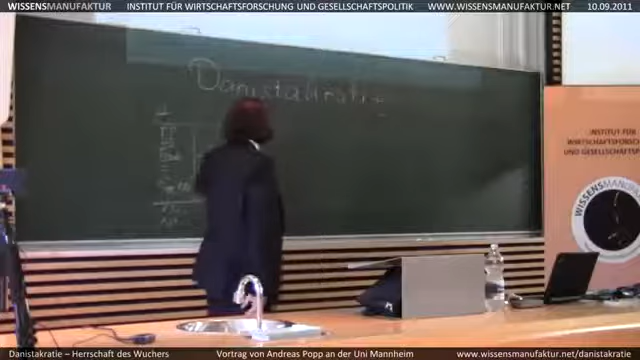 WISSENSMANUFAKTUR INSTITUT FÜR WIRTSCHAFTSFORSCHUNG UND GESELLSCHAFTSPOLITIK WWW.WISSENSMANUFAKTUR.NET 10.09.2011
Danistakratie
INSTITUT FÜR
WIRTSCHAFTSFORSCH
UND GESELLSCHAFTSP
WISSENSMANUFA
Danistakratie – Herrschaft des Wuchers Vortrag von Andreas Popp an der Uni Mannheim www.wissensmanufaktur.net/danistakratie